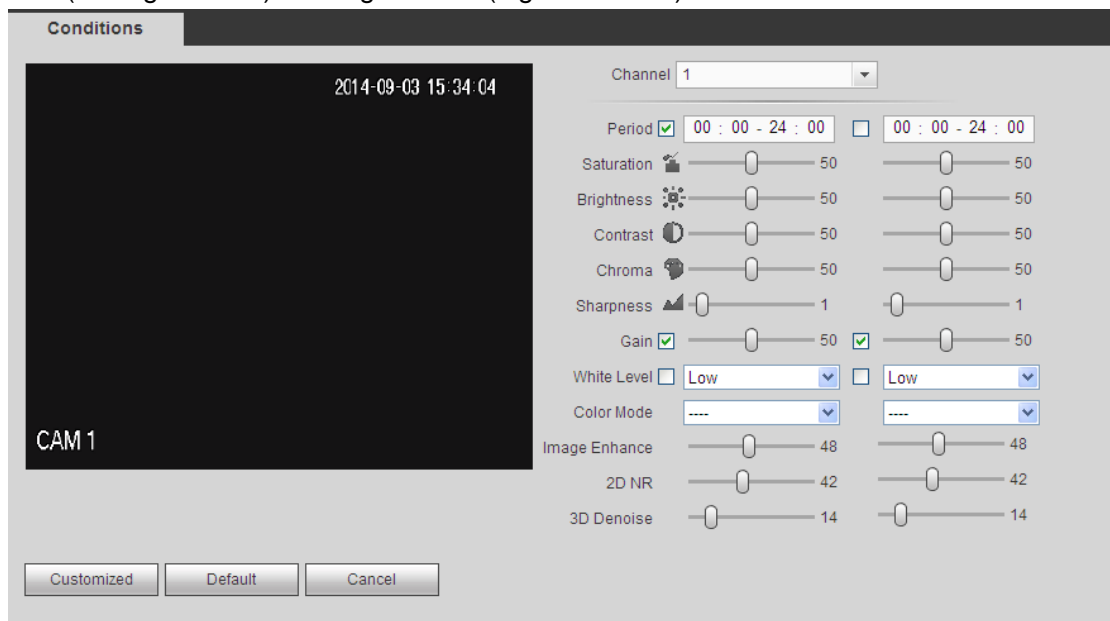 Conditions
2014-09-03 15:34:04
CAM 1
Channel 1
Period 00 : 00 - 24 : 00 00 : 00 - 24 : 00
Saturation 50 50
Brightness 50 50
Contrast 50 50
Chroma 50 50
Sharpness 1 1
Gain 50 50
White Level Low Low
Color Mode ---- ----
Image Enhance 48 48
2D NR 42 42
3D Denoise 14 14
Customized Default Cancel